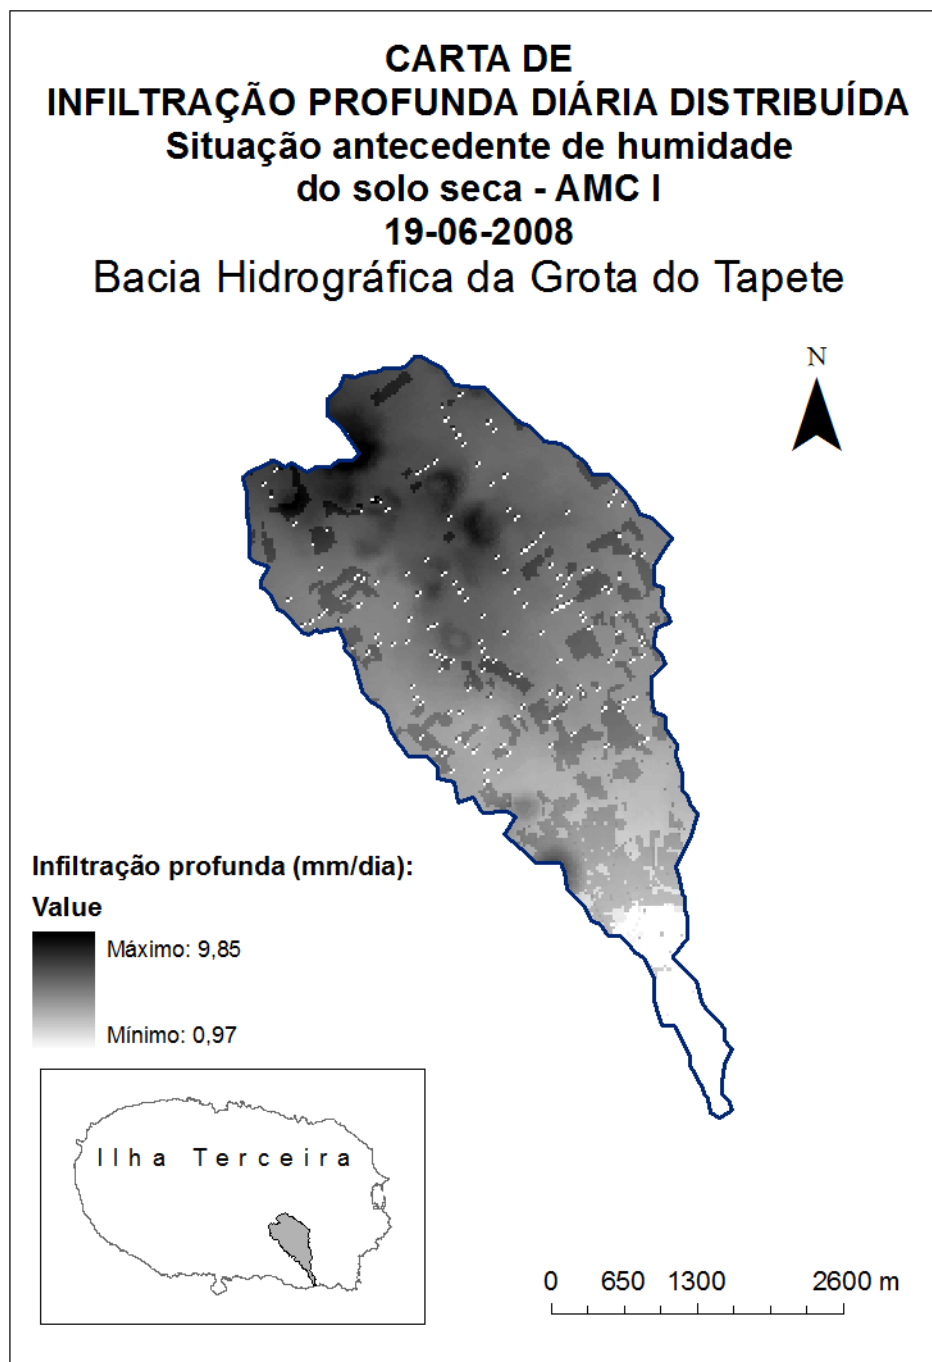 CARTA DE
INFILTRAÇÃO PROFUNDA DIÁRIA DISTRIBUÍDA
Situação antecedente de humidade
do solo seca - AMC I
19-06-2008
Bacia Hidrográfica da Grota do Tapete
N
Infiltração profunda (mm/dia):
Value
Máximo: 9,85
Mínimo: 0,97
Ilha Terceira
0 650 1300 2600 m